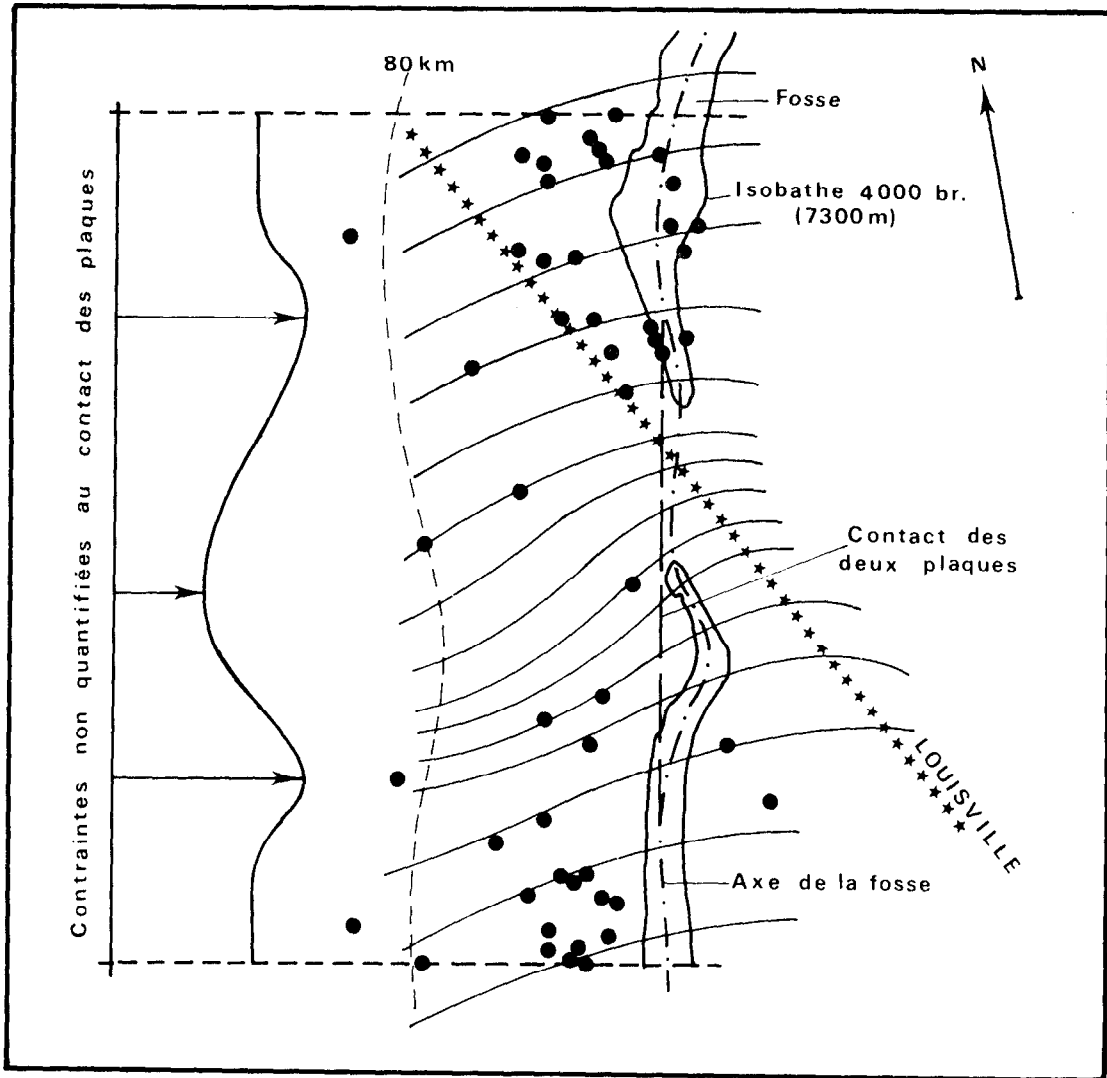 80 km
N
Fosse
Isobathe 4000 br.
(7300 m)
Contraintes non quantifiées au contact des plaques
Contact des
deux plaques
LOUISVILLE
Axe de la fosse